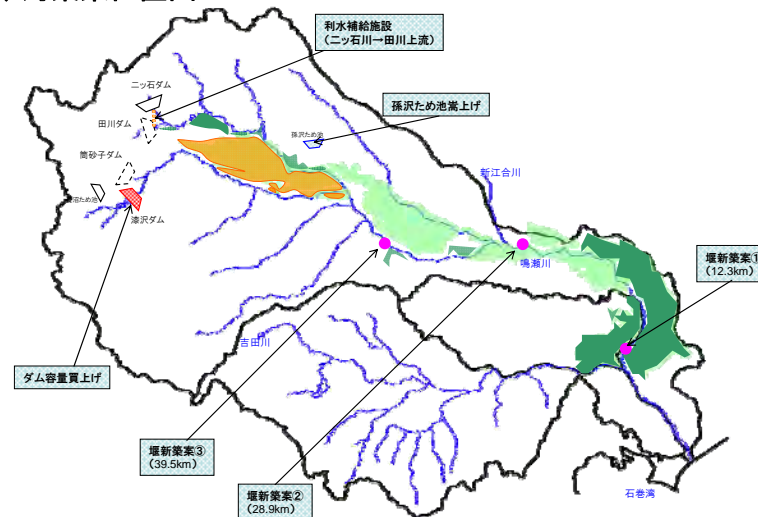 利水補給施設
(二ッ石川→田川上流)
二ッ石ダム
孫沢ため池嵩上げ
田川ダム
孫沢ため池
筒砂子ダム
新江合川
漆沢ダム
堰新築案①
(12.3km)
鳴瀬川
吉田川
ダム容量買上げ
堰新築案③
(39.5km)
堰新築案②
(28.9km)
石巻湾